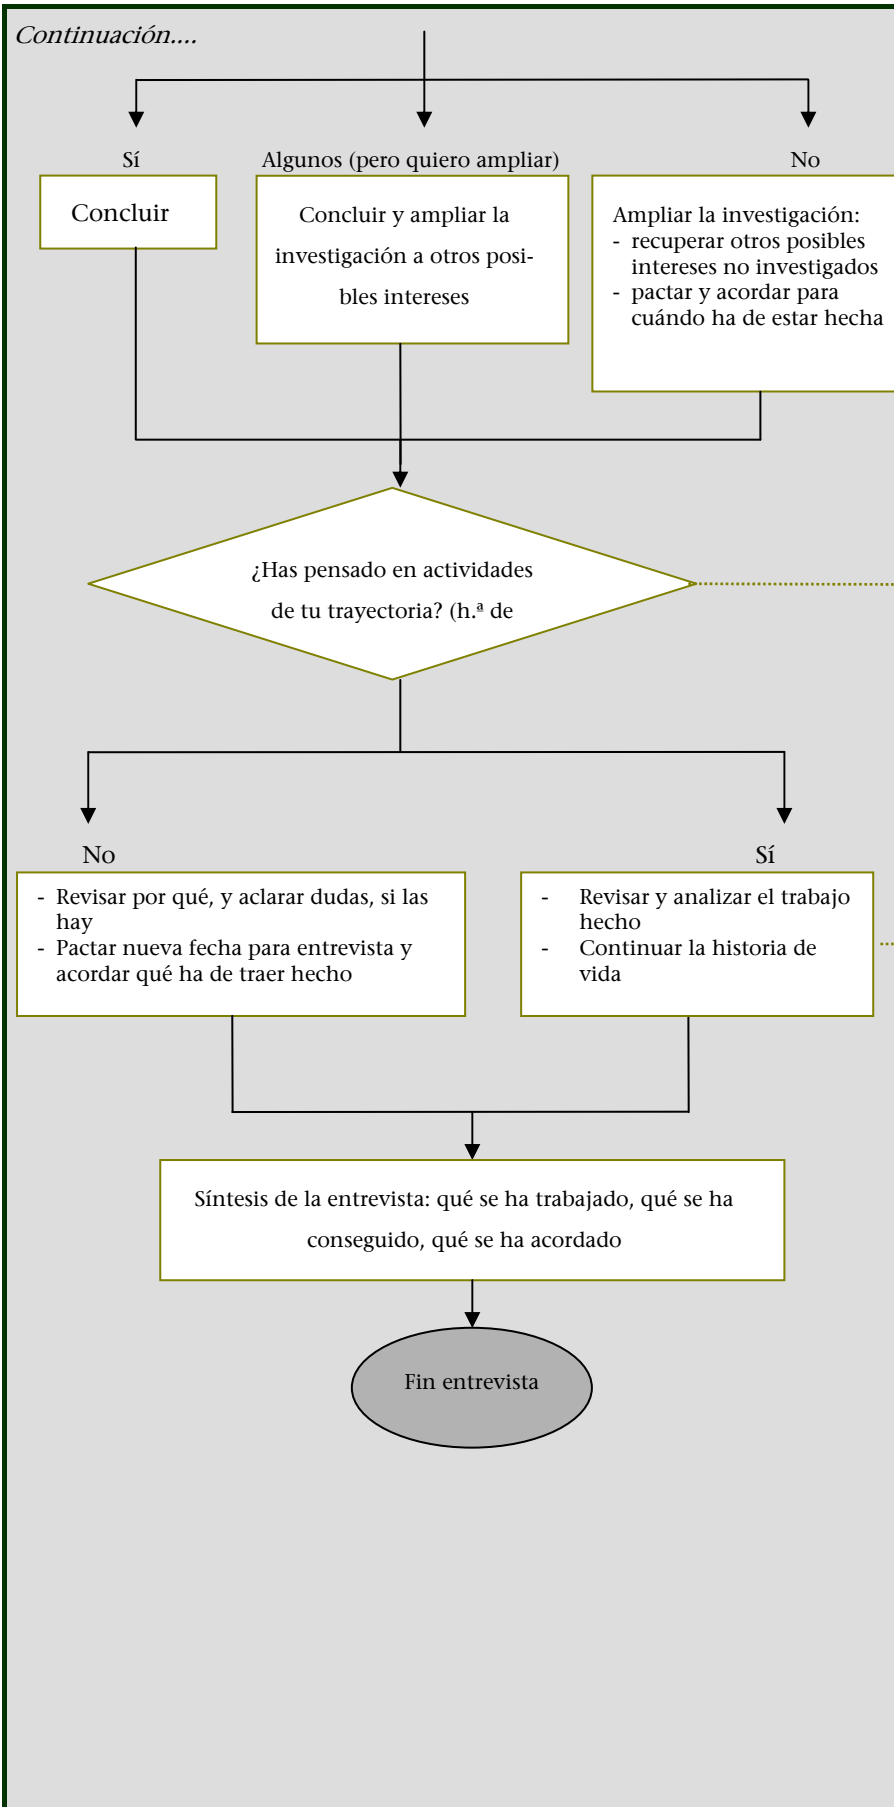 Continuación....
Sí
Algunos (pero quiero ampliar)
No
Concluir
Concluir y ampliar la
investigación a otros posi-
bles intereses
Ampliar la investigación:
- recuperar otros posibles
intereses no investigados
- pactar y acordar para
cuándo ha de estar hecha
¿Has pensado en actividades
de tu trayectoria? (h.ª de
No
Sí
- Revisar por qué, y aclarar dudas, si las
hay
- Pactar nueva fecha para entrevista y
acordar qué ha de traer hecho
- Revisar y analizar el trabajo
hecho
- Continuar la historia de
vida
Síntesis de la entrevista: qué se ha trabajado, qué se ha
conseguido, qué se ha acordado
Fin entrevista